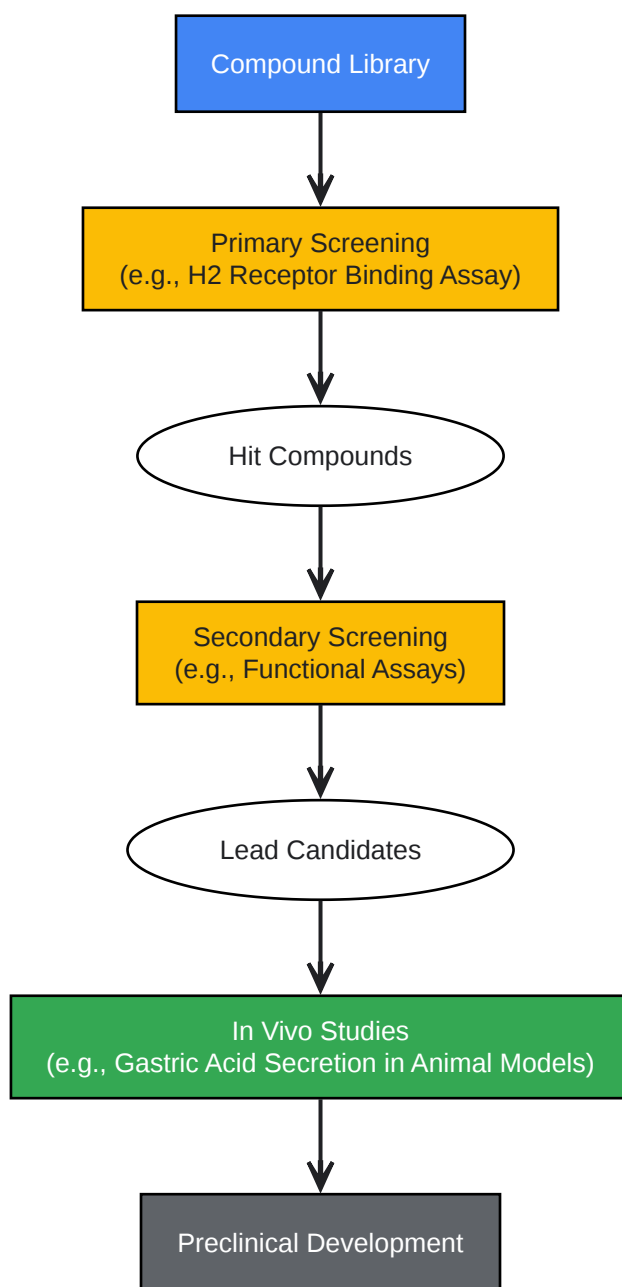 Compound Library
Primary Screening
(e.g., H2 Receptor Binding Assay)
Hit Compounds
Secondary Screening
(e.g., Functional Assays)
Lead Candidates
In Vivo Studies
(e.g., Gastric Acid Secretion in Animal Models)
Preclinical Development